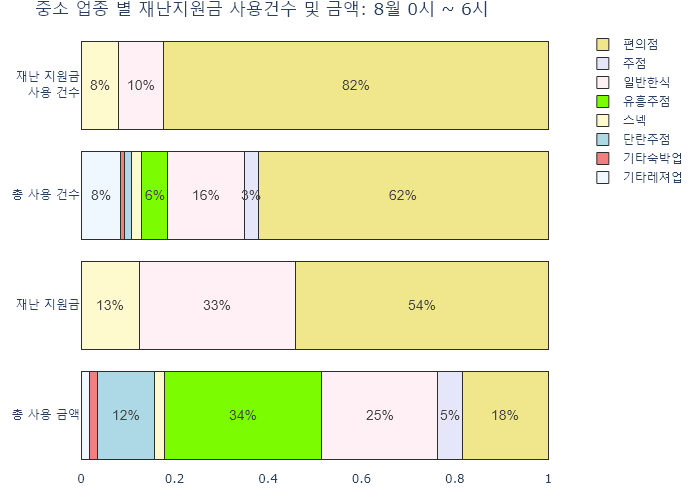 중소 업종 별 재난지원금 사용건수 및 금액: 8월 0시 ~ 6시
재난 지원금
사용 건수
8%
10%
82%
총 사용 건수
8%
6%
16%
3%
62%
재난 지원금
13%
33%
54%
총 사용 금액
12%
34%
25%
5%
18%
0
0.2
0.4
0.6
0.8
1
편의점
주점
일반한식
유흥주점
스넥
단란주점
기타숙박업
기타레져업